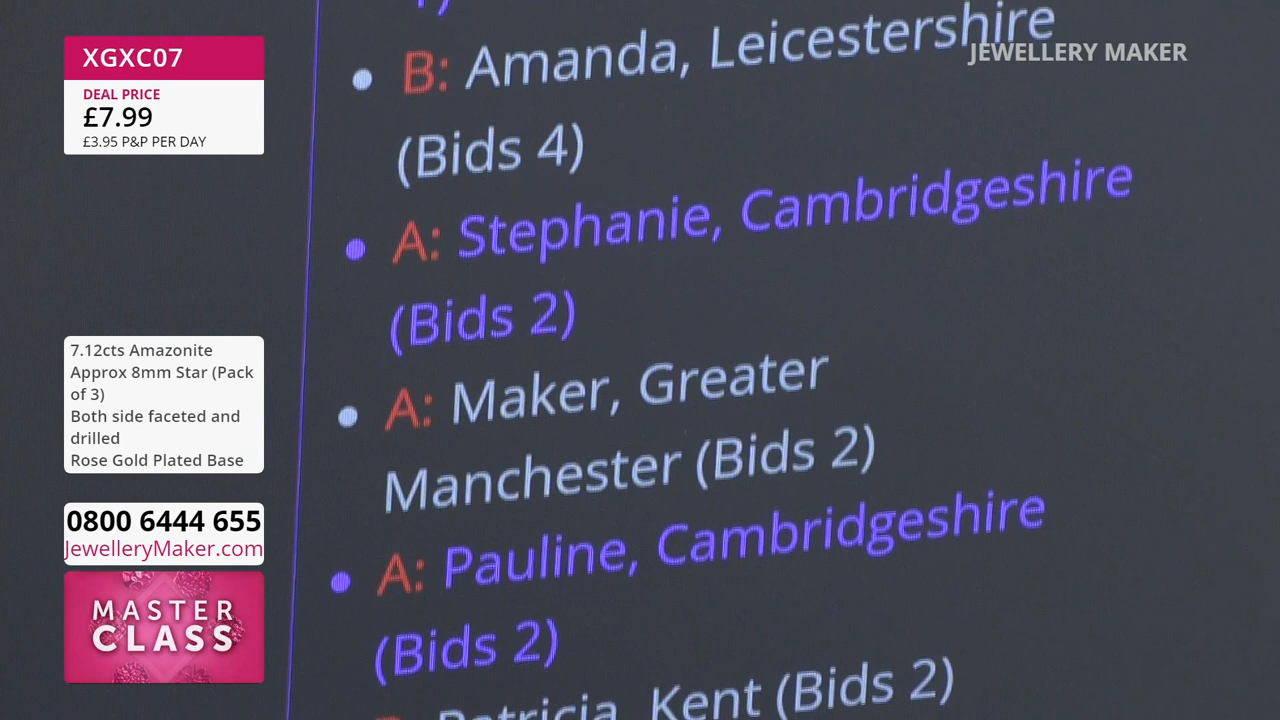 XGXC07
DEAL PRICE
£7.99
£3.95 P&P PER DAY
7.12cts Amazonite
Approx 8mm Star (Pack
of 3)
Both side faceted and
drilled
Rose Gold Plated Base
0800 6444 655
JewelleryMaker.com
MASTER
CLASS
JEWELLERY MAKER
B: Amanda, Leicestershire
(Bids 4)
A: Stephanie, Cambridgeshire
(Bids 2)
A: Maker, Greater
Manchester (Bids 2)
A: Pauline, Cambridgeshire
(Bids 2)
Patricia, Kent (Bids 2)